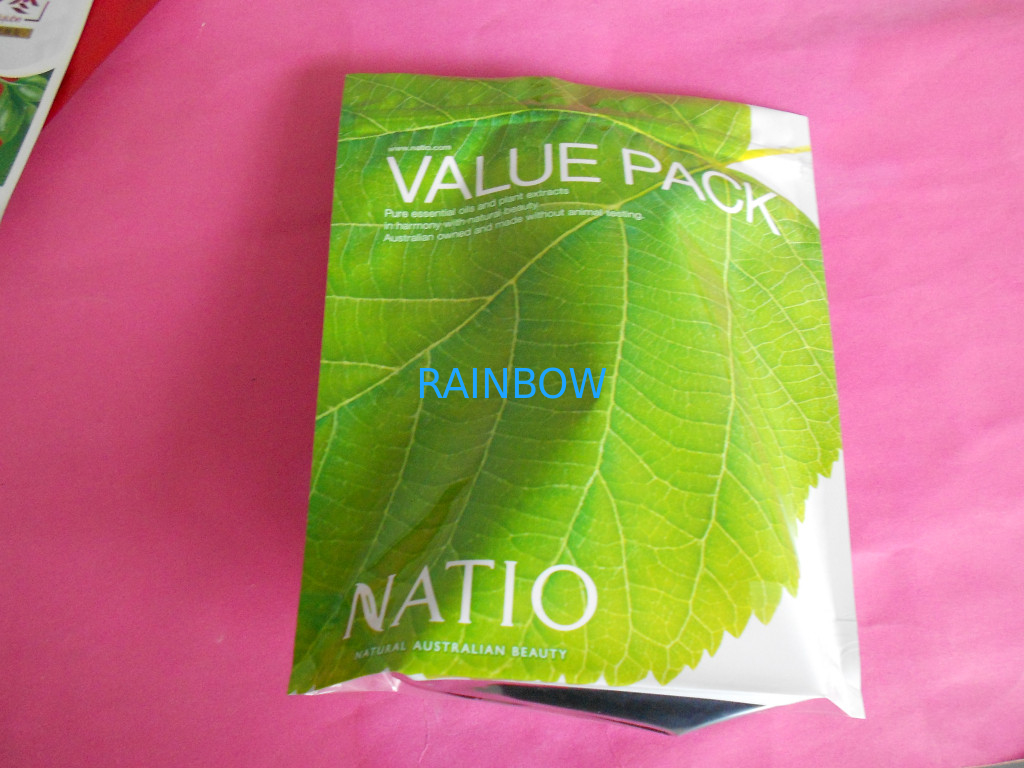 www.natio.com
VALUE PACK
Pure essential oils and plant extracts
in harmony with natural beauty.
Australian owned and made without animal testing.
RAINBOW
NATIO
NATURAL AUSTRALIAN BEAUTY